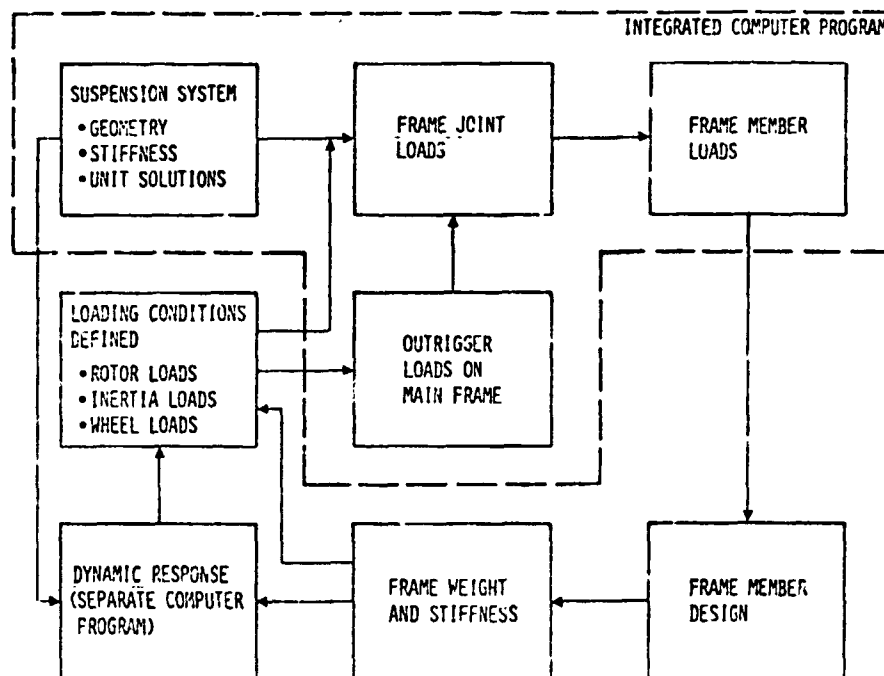 INTEGRATED COMPUTER PROGRAM
SUSPENSION SYSTEM
• GEOMETRY
• STIFFNESS
• UNIT SOLUTIONS
FRAME JOINT
LOADS
FRAME MEMBER
LOADS
LOADING CONDITIONS
DEFINED
• ROTOR LOADS
• INERTIA LOADS
• WHEEL LOADS
OUTRIGGER
LOADS ON
MAIN FRAME
DYNAMIC RESPONSE
(SEPARATE COMPUTER
PROGRAM)
FRAME WEIGHT
AND STIFFNESS
FRAME MEMBER
DESIGN